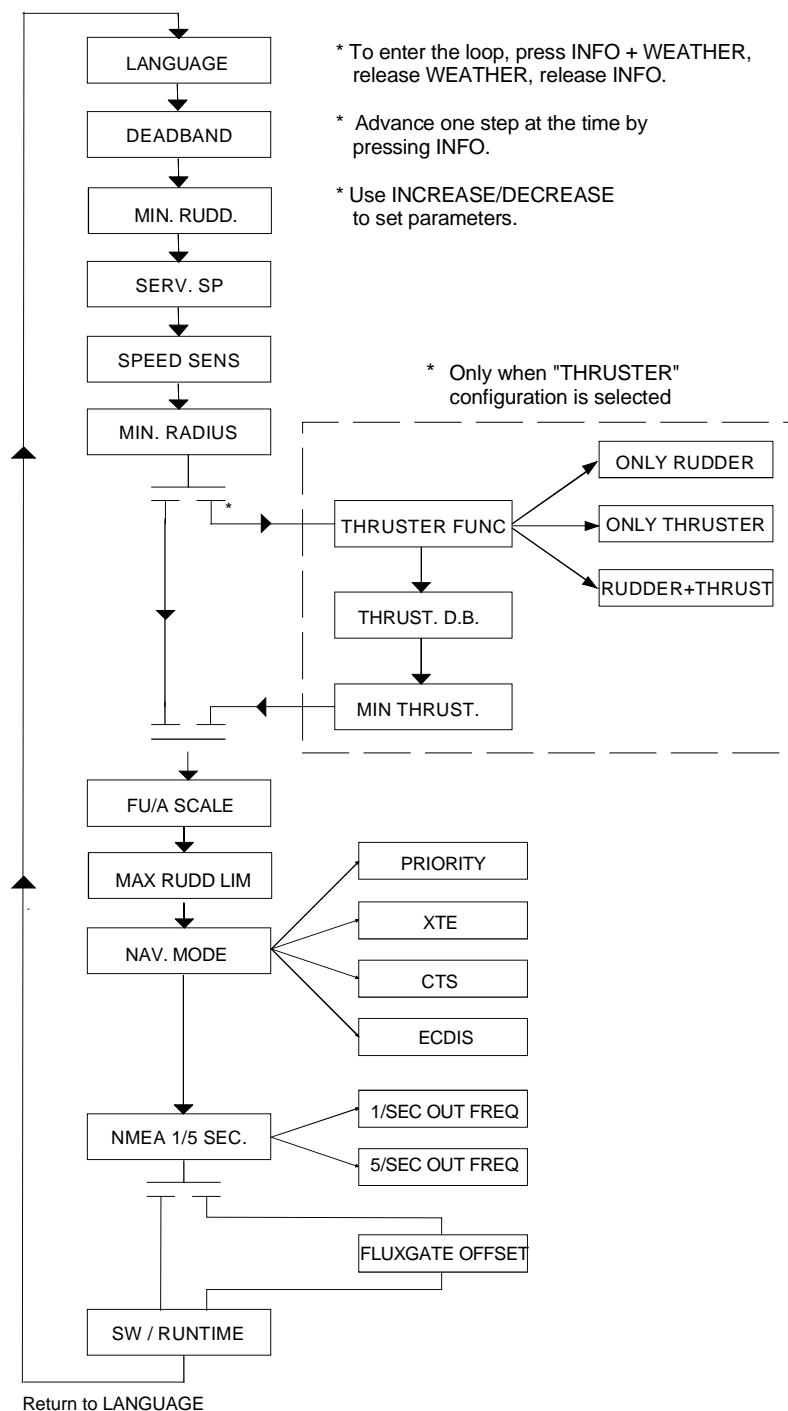 LANGUAGE
* To enter the loop, press INFO + WEATHER,
release WEATHER, release INFO.
DEADBAND
* Advance one step at the time by
pressing INFO.
MIN. RUDD.
* Use INCREASE/DECREASE
to set parameters.
SERV. SP
SPEED SENS
* Only when "THRUSTER"
configuration is selected
MIN. RADIUS
*
THRUSTER FUNC
ONLY RUDDER
ONLY THRUSTER
RUDDER+THRUST
THRUST. D.B.
MIN THRUST.
FU/A SCALE
MAX RUDD LIM
NAV. MODE
PRIORITY
XTE
CTS
ECDIS
NMEA 1/5 SEC.
1/SEC OUT FREQ
5/SEC OUT FREQ
FLUXGATE OFFSET
SW / RUNTIME
Return to LANGUAGE